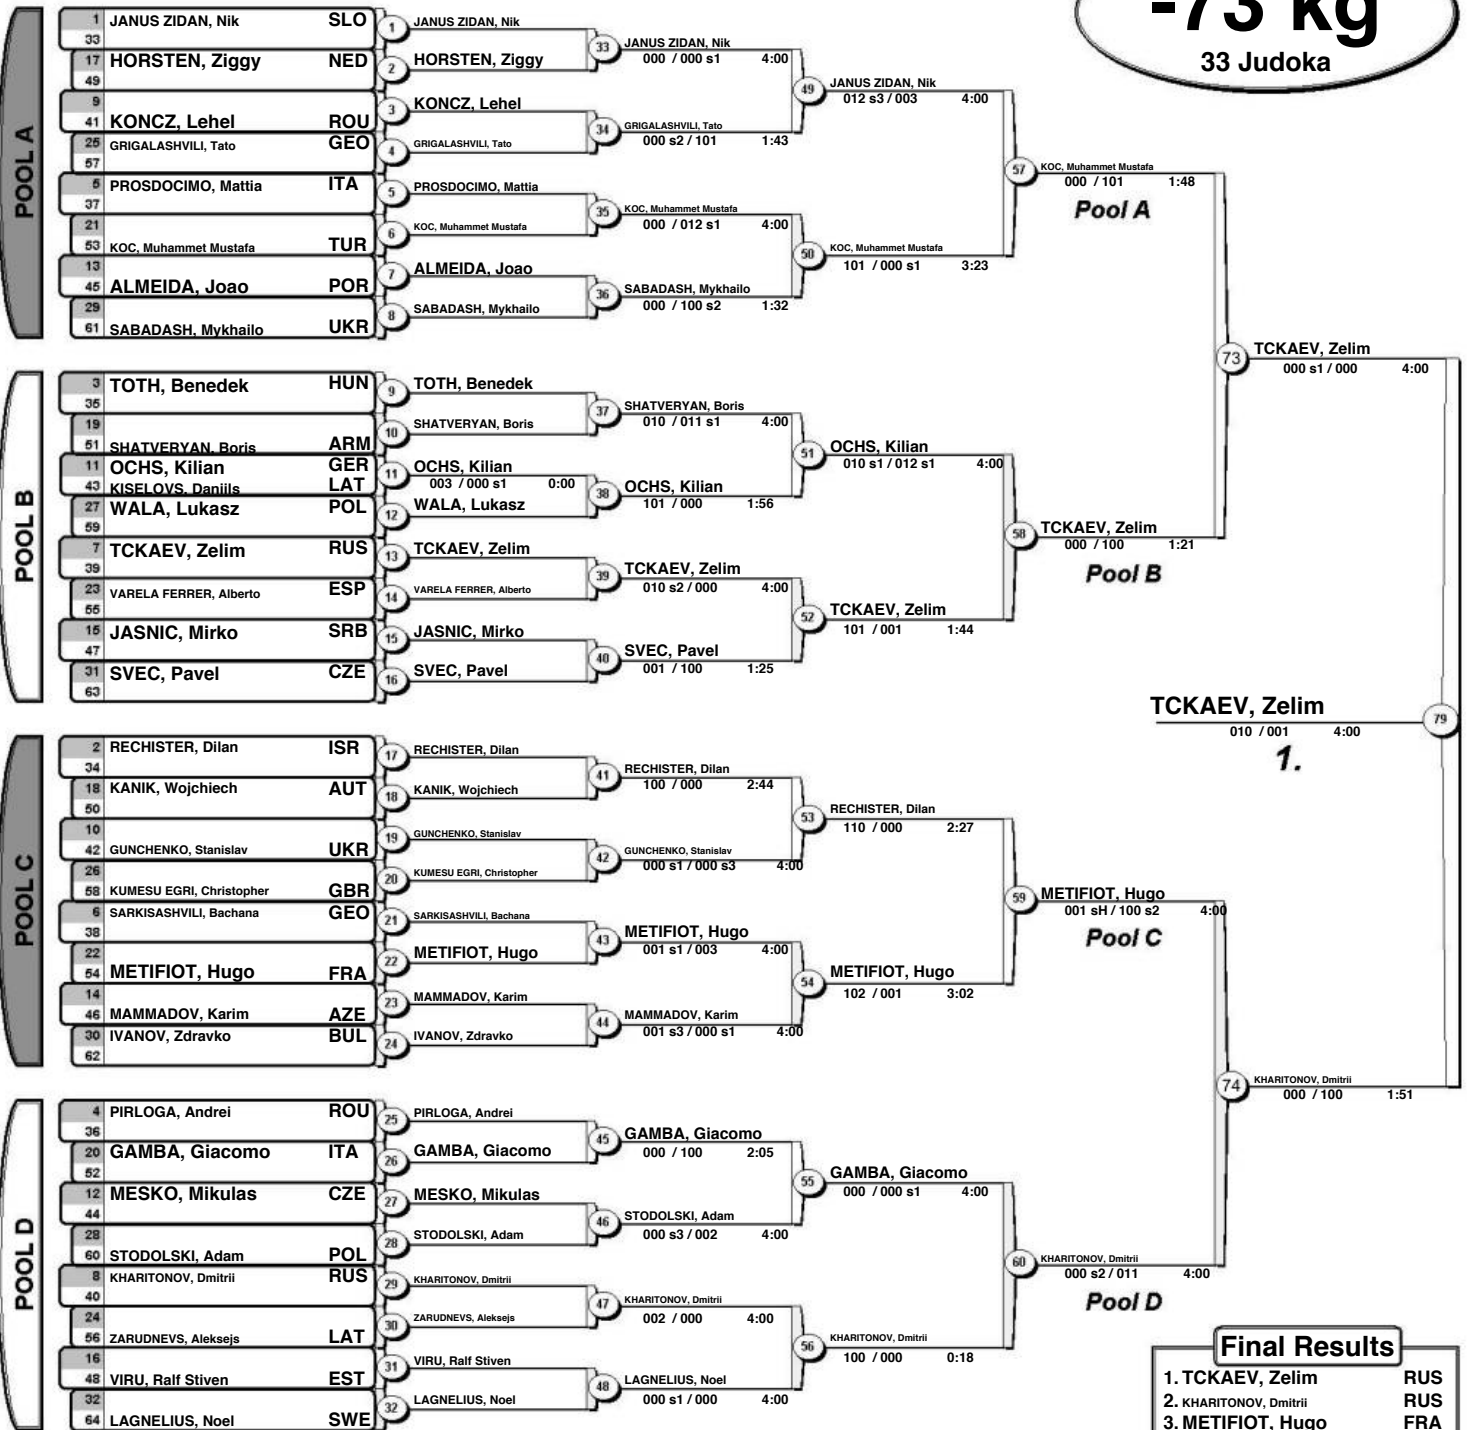 -73 kg
33 Judoka
POOL A
1 JANUS ZIDAN, Nik SLO
33
17 HORSTEN, Ziggy NED
49
9
41 KONCZ, Lehel ROU
25 GRIGALASHVILI, Tato GEO
57
5 PROSDOCIMO, Mattia ITA
37
21
53 KOC, Muhammet Mustafa TUR
13
45 ALMEIDA, Joao POR
29
61 SABADASH, Mykhailo UKR
1 JANUS ZIDAN, Nik
2 HORSTEN, Ziggy
3 KONCZ, Lehel
4 GRIGALASHVILI, Tato
5 PROSDOCIMO, Mattia
6 KOC, Muhammet Mustafa
7 ALMEIDA, Joao
8 SABADASH, Mykhailo
33 JANUS ZIDAN, Nik
000 / 000 s1 4:00
34 GRIGALASHVILI, Tato
000 s2 / 101 1:43
35 KOC, Muhammet Mustafa
000 / 012 s1 4:00
36 SABADASH, Mykhailo
000 / 100 s2 1:32
49 JANUS ZIDAN, Nik
012 s3 / 003 4:00
50 KOC, Muhammet Mustafa
101 / 000 s1 3:23
57 KOC, Muhammet Mustafa
000 / 101 1:48
Pool A
POOL B
3 TOTH, Benedek HUN
35
19
51 SHATVERYAN, Boris ARM
11 OCHS, Kilian GER
43 KISELOVS, Daniils LAT
27 WALA, Lukasz POL
59
7 TCKAEV, Zelim RUS
39
23 VARELA FERRER, Alberto ESP
55
15 JASNIC, Mirko SRB
47
31 SVEC, Pavel CZE
63
9 TOTH, Benedek
10 SHATVERYAN, Boris
11 OCHS, Kilian
003 / 000 s1 0:00
12 WALA, Lukasz
13 TCKAEV, Zelim
14 VARELA FERRER, Alberto
15 JASNIC, Mirko
16 SVEC, Pavel
37 SHATVERYAN, Boris
010 / 011 s1 4:00
38 OCHS, Kilian
101 / 000 1:56
39 TCKAEV, Zelim
010 s2 / 000 4:00
40 SVEC, Pavel
001 / 100 1:25
51 OCHS, Kilian
010 s1 / 012 s1 4:00
52 TCKAEV, Zelim
101 / 001 1:44
58 TCKAEV, Zelim
000 / 100 1:21
Pool B
73 TCKAEV, Zelim
000 s1 / 000 4:00
TCKAEV, Zelim 79
010 / 001 4:00
1.
POOL C
2 RECHISTER, Dilan ISR
34
18 KANIK, Wojchiech AUT
50
10
42 GUNCHENKO, Stanislav UKR
26
58 KUMESU EGRI, Christopher GBR
6 SARKISASHVILI, Bachana GEO
38
22
54 METIFIOT, Hugo FRA
14
46 MAMMADOV, Karim AZE
30 IVANOV, Zdravko BUL
62
17 RECHISTER, Dilan
18 KANIK, Wojchiech
19 GUNCHENKO, Stanislav
20 KUMESU EGRI, Christopher
21 SARKISASHVILI, Bachana
22 METIFIOT, Hugo
23 MAMMADOV, Karim
24 IVANOV, Zdravko
41 RECHISTER, Dilan
100 / 000 2:44
42 GUNCHENKO, Stanislav
000 s1 / 000 s3 4:00
43 METIFIOT, Hugo
001 s1 / 003 4:00
44 MAMMADOV, Karim
001 s3 / 000 s1 4:00
53 RECHISTER, Dilan
110 / 000 2:27
54 METIFIOT, Hugo
102 / 001 3:02
59 METIFIOT, Hugo
001 sH / 100 s2 4:00
Pool C
POOL D
4 PIRLOGA, Andrei ROU
36
20 GAMBA, Giacomo ITA
52
12 MESKO, Mikulas CZE
44
28
60 STODOLSKI, Adam POL
8 KHARITONOV, Dmitrii RUS
40
24
56 ZARUDNEVS, Aleksejs LAT
16
48 VIRU, Ralf Stiven EST
32
64 LAGNELIUS, Noel SWE
25 PIRLOGA, Andrei
26 GAMBA, Giacomo
27 MESKO, Mikulas
28 STODOLSKI, Adam
29 KHARITONOV, Dmitrii
30 ZARUDNEVS, Aleksejs
31 VIRU, Ralf Stiven
32 LAGNELIUS, Noel
45 GAMBA, Giacomo
000 / 100 2:05
46 STODOLSKI, Adam
000 s3 / 002 4:00
47 KHARITONOV, Dmitrii
002 / 000 4:00
48 LAGNELIUS, Noel
000 s1 / 000 4:00
55 GAMBA, Giacomo
000 / 000 s1 4:00
56 KHARITONOV, Dmitrii
100 / 000 0:18
60 KHARITONOV, Dmitrii
000 s2 / 011 4:00
Pool D
74 KHARITONOV, Dmitrii
000 / 100 1:51
Final Results
1. TCKAEV, Zelim RUS
2. KHARITONOV, Dmitrii RUS
3. METIFIOT, Hugo FRA